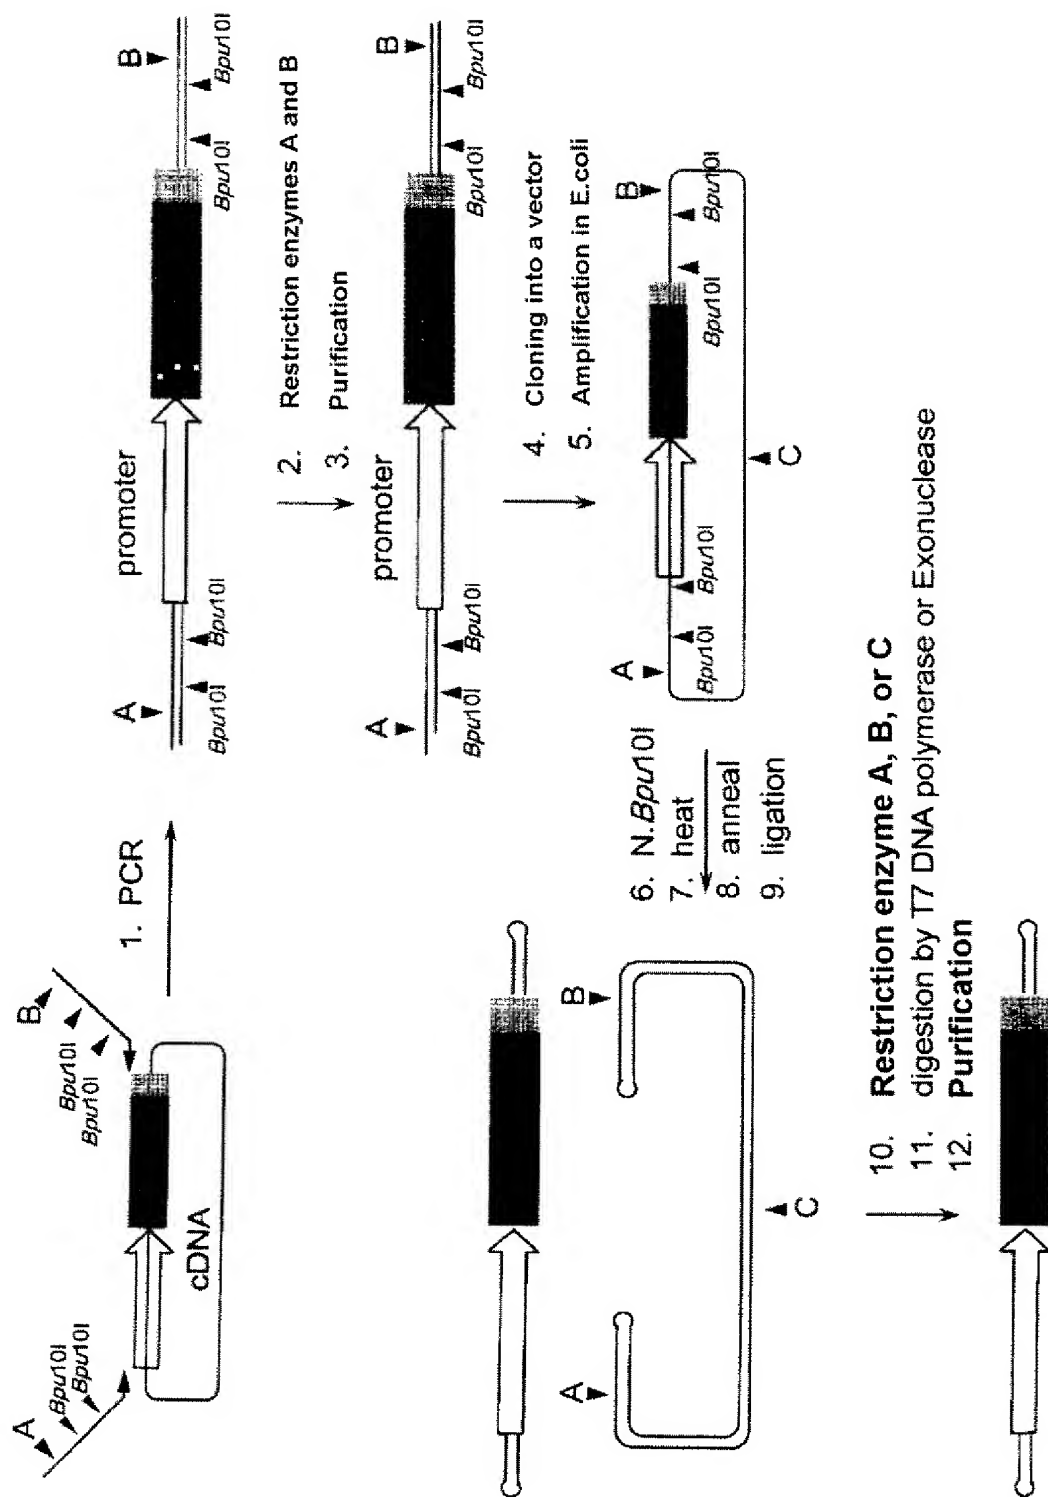 A
Bpu10I
Bpu10I
B
Bpu10I
Bpu10I
cDNA
1. PCR
promoter
A
Bpu10I
Bpu10I
B
Bpu10I
Bpu10I
2. Restriction enzymes A and B
3. Purification
promoter
A
Bpu10I
Bpu10I
B
Bpu10I
Bpu10I
4. Cloning into a vector
5. Amplification in E.coli
A
Bpu10I
Bpu10I
B
Bpu10I
Bpu10I
C
6. N.Bpu10I
7. heat
8. anneal
9. ligation
A
B
C
10. Restriction enzyme A, B, or C
11. digestion by T7 DNA polymerase or Exonuclease
12. Purification